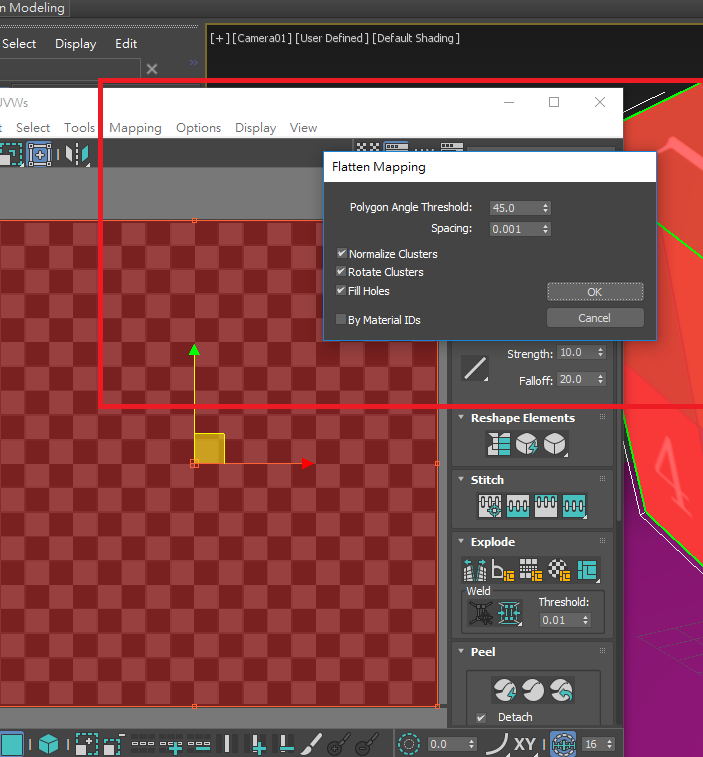 n Modeling
Select Display Edit
[+] [Camera01] [User Defined] [Default Shading]
UVWs
t Select Tools Mapping Options Display View
Flatten Mapping
Polygon Angle Threshold: 45.0
Spacing: 0.001
Normalize Clusters
Rotate Clusters
Fill Holes
OK
By Material IDs
Cancel
Strength: 10.0
Falloff: 20.0
Reshape Elements
Stitch
Explode
Weld
Threshold:
0.01
Peel
Detach
0.0
XY
16
4